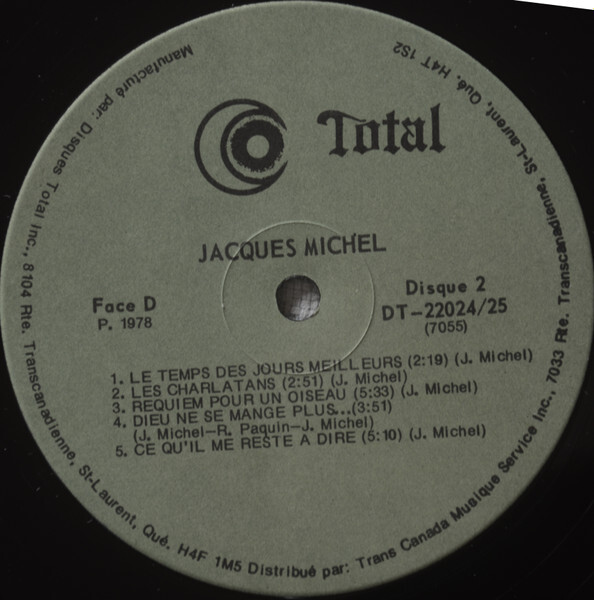 Total
JACQUES MICHEL
Face D
P. 1978
Disque 2
DT-22024/25
(7055)
1. LE TEMPS DES JOURS MEILLEURS (2:19) (J. Michel)
2. LES CHARLATANS (2:51) (J. Michel)
3. REQUIEM POUR UN OISEAU (5:33) (J. Michel)
4. DIEU NE SE MANGE PLUS...(3:51)
(J. Michel-R. Paquin-J. Michel)
5. CE QU'IL ME RESTE A DIRE (5:10) (J. Michel)
Manufacturé par: Disques Total Inc., 8104 Rte. Transcanadienne, St-Laurent, Qué. H4F 1M5 Distribué par: Trans Canada Musique Service Inc., 7033 Rte. Transcanadienne, St-Laurent, Qué. H4T 1S2